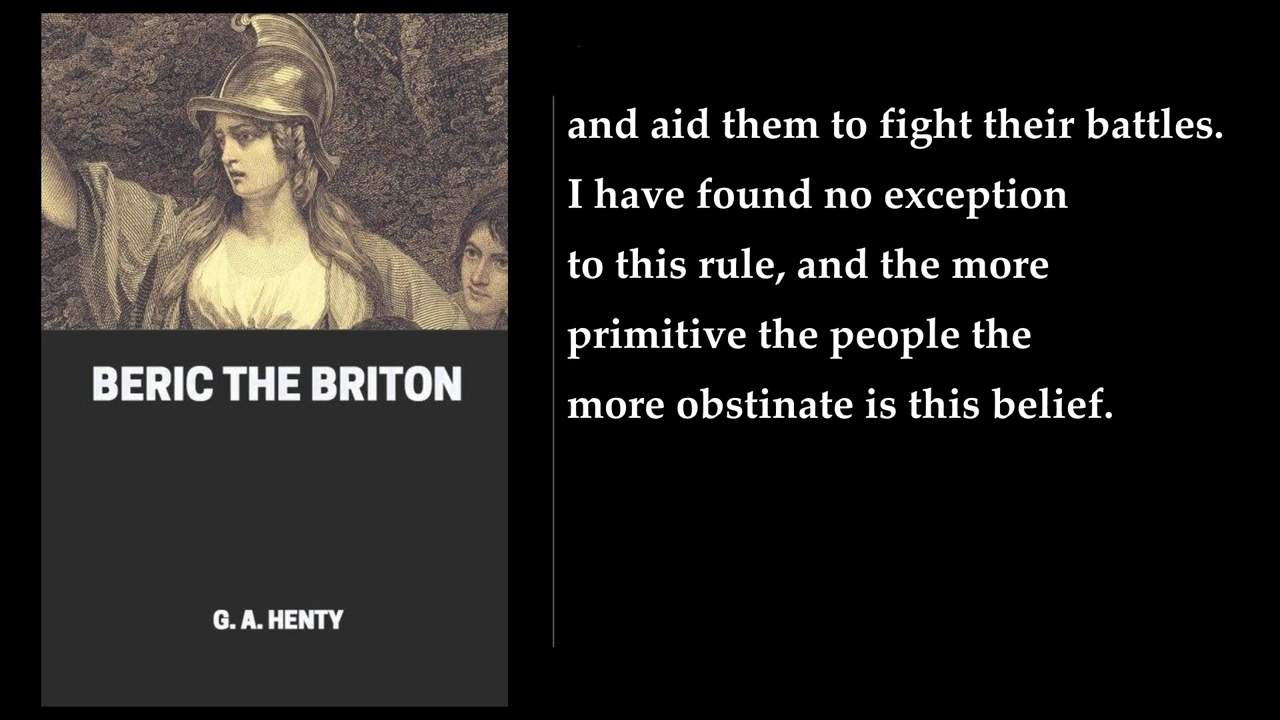 BERIC THE BRITON
G. A. HENTY
and aid them to fight their battles.
I have found no exception
to this rule, and the more
primitive the people the
more obstinate is this belief.